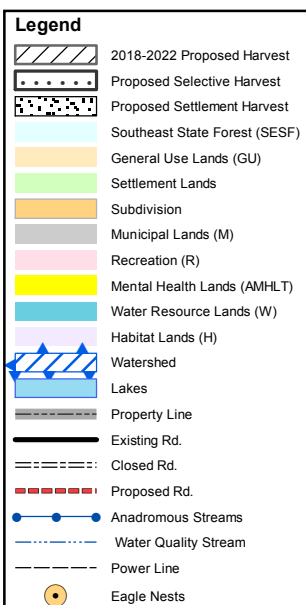 Legend
2018-2022 Proposed Harvest
Proposed Selective Harvest
Proposed Settlement Harvest
Southeast State Forest (SESF)
General Use Lands (GU)
Settlement Lands
Subdivision
Municipal Lands (M)
Recreation (R)
Mental Health Lands (AMHLT)
Water Resource Lands (W)
Habitat Lands (H)
Watershed
Lakes
Property Line
Existing Rd.
Closed Rd.
Proposed Rd.
Anadromous Streams
Water Quality Stream
Power Line
Eagle Nests